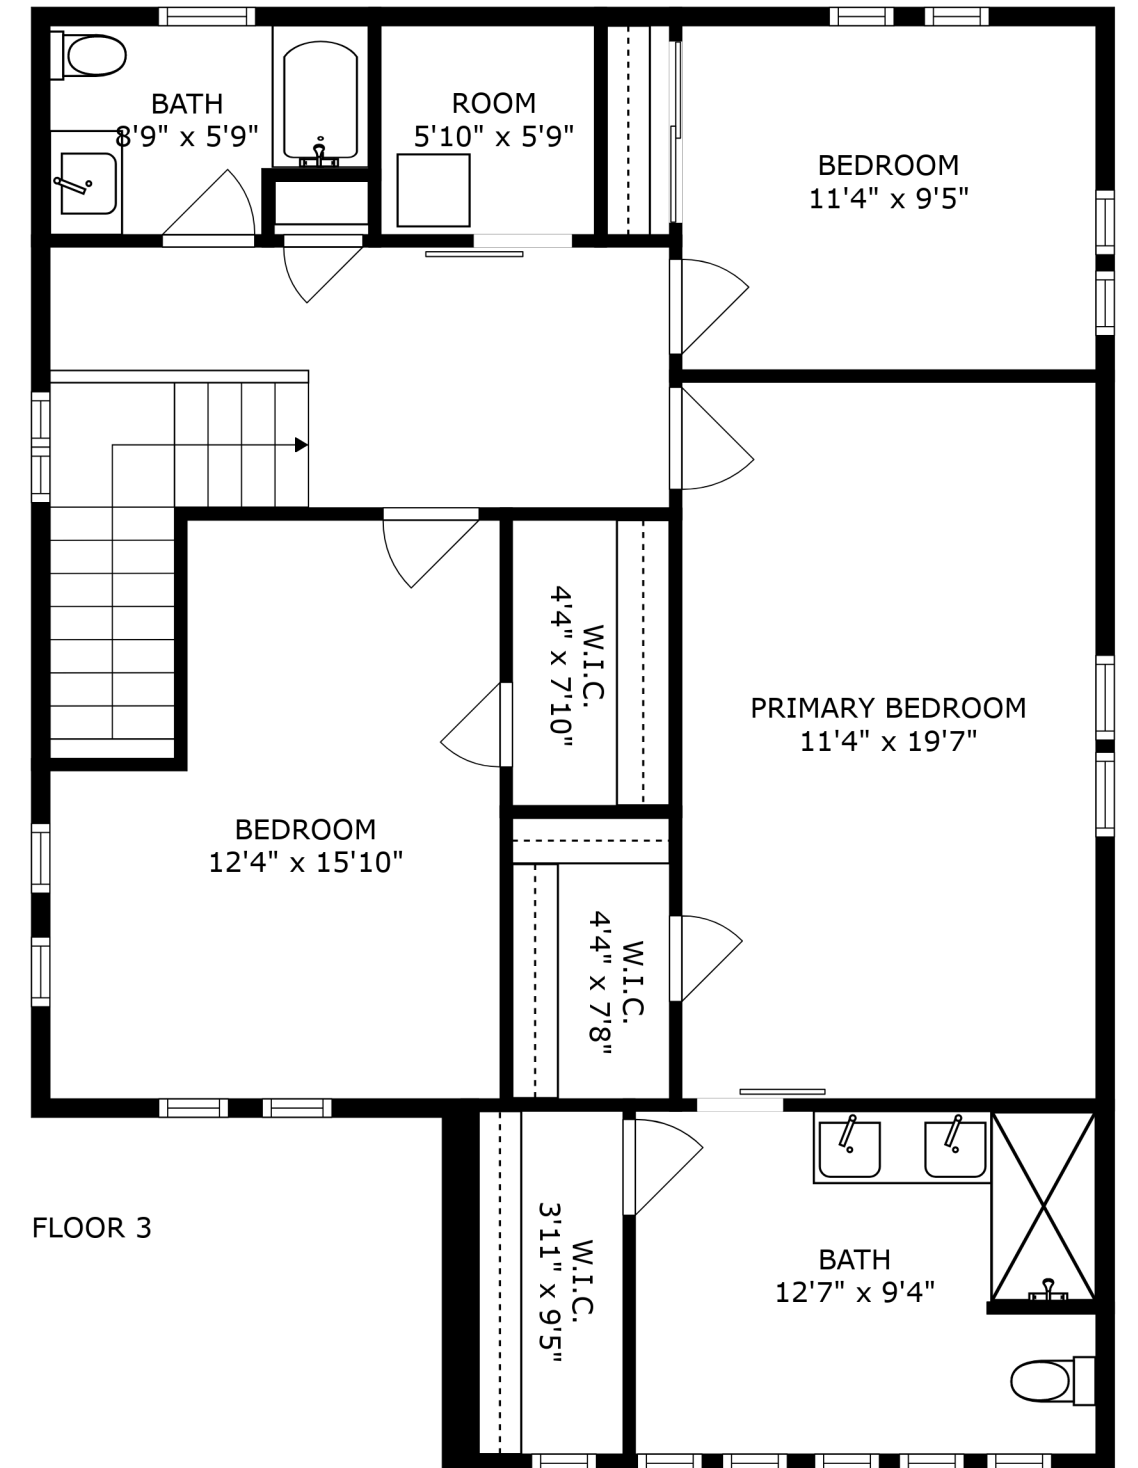 BATH
8'9" x 5'9"
ROOM
5'10" x 5'9"
BEDROOM
11'4" x 9'5"
W.I.C.
4'4" x 7'10"
PRIMARY BEDROOM
11'4" x 19'7"
BEDROOM
12'4" x 15'10"
W.I.C.
4'4" x 7'8"
FLOOR 3
W.I.C.
3'11" x 9'5"
BATH
12'7" x 9'4"